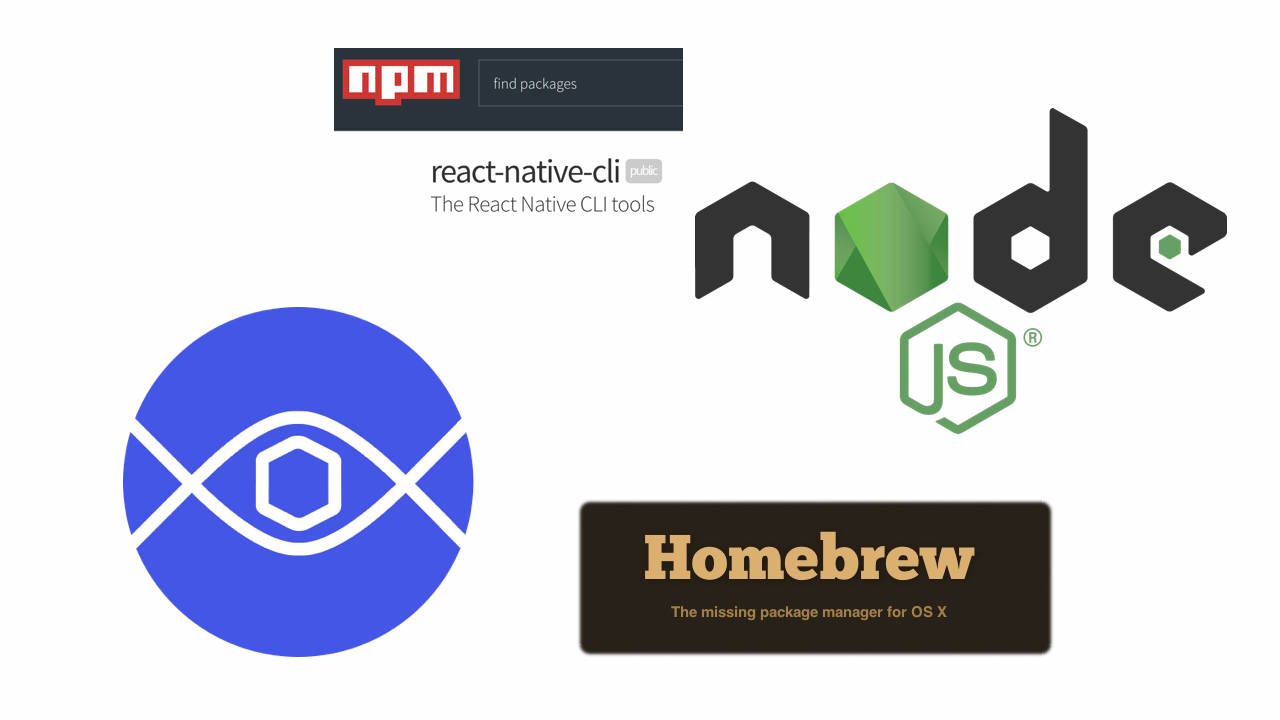 npm
find packages
react-native-cli public
The React Native CLI tools
node
JS ®
Homebrew
The missing package manager for OS X